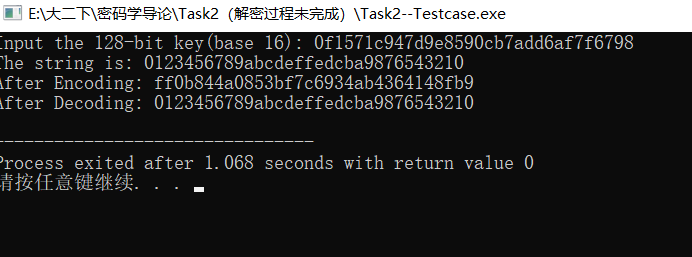 E:\大二下\密码学导论\Task2（解密过程未完成）\Task2--Testcase.exe
Input the 128-bit key(base 16): 0f1571c947d9e8590cb7add6af7f6798
The string is: 0123456789abcdeffedcba9876543210
After Encoding: ff0b844a0853bf7c6934ab4364148fb9
After Decoding: 0123456789abcdeffedcba9876543210
--------------------------------
Process exited after 1.068 seconds with return value 0
请按任意键继续. . .